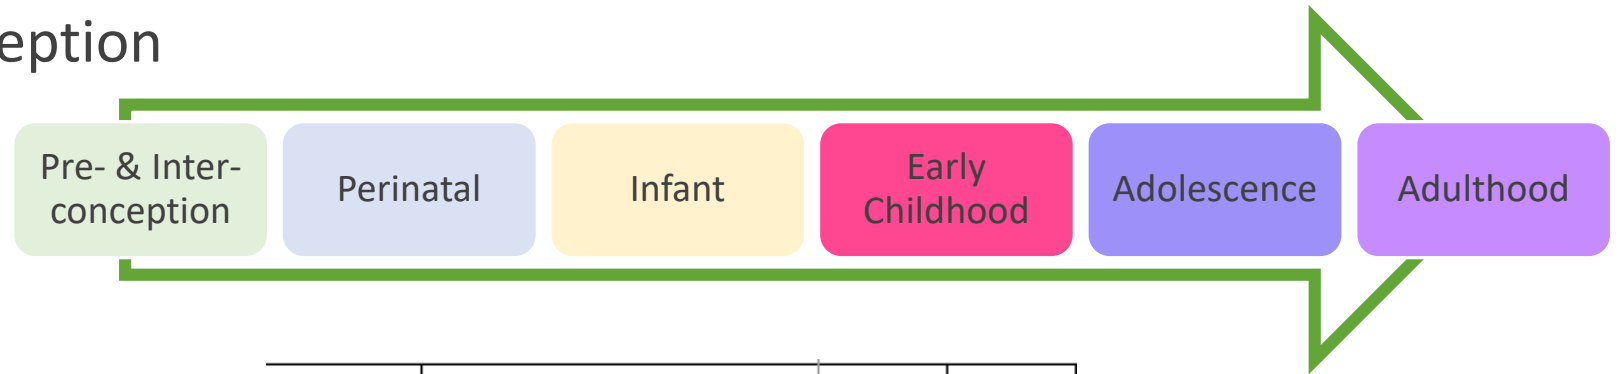 eption
Pre- & Inter-
conception
Perinatal
Infant
Early
Childhood
Adolescence
Adulthood